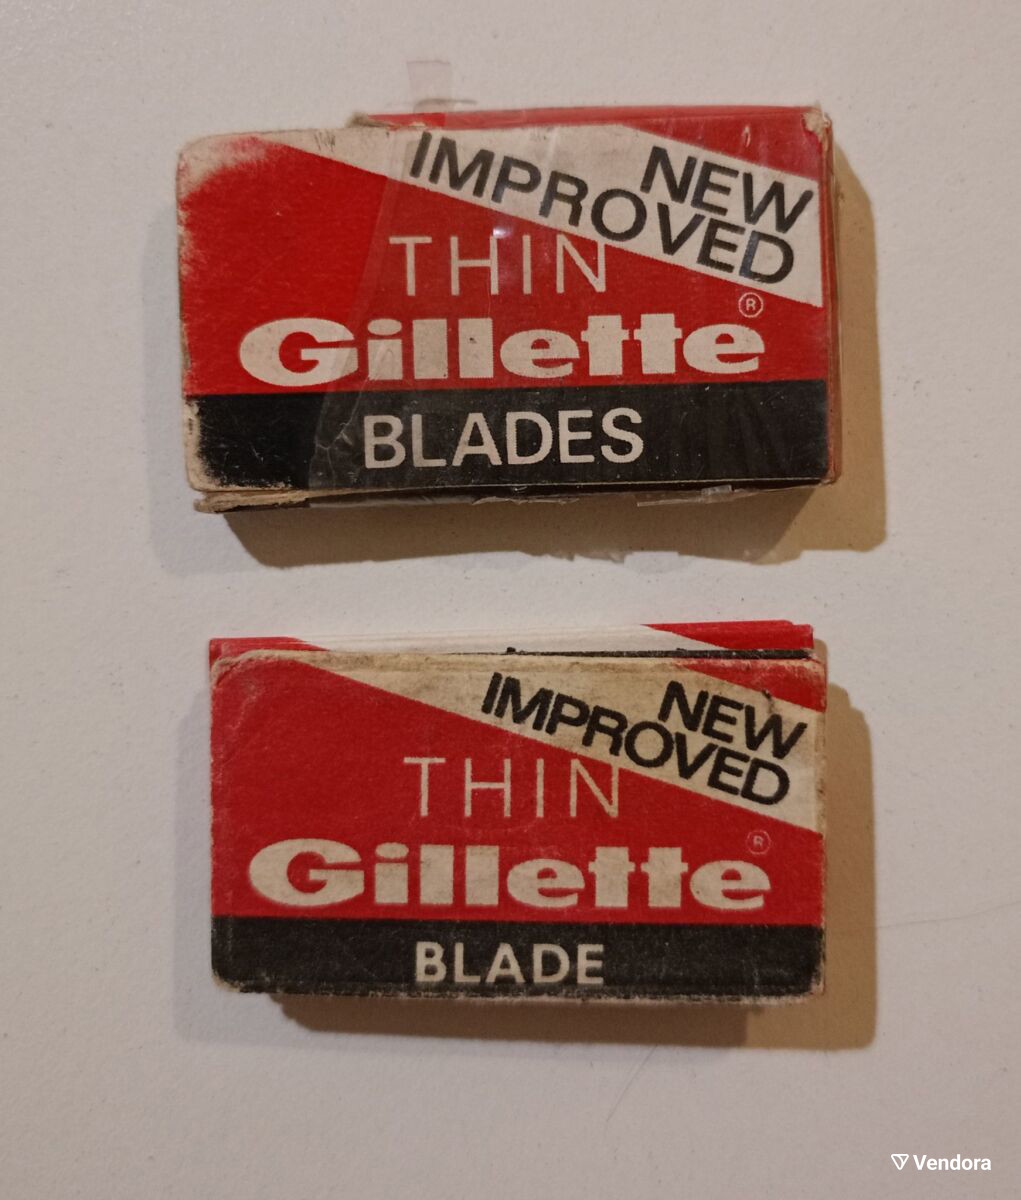 NEW
IMPROVED
THIN
Gillette®
BLADES
NEW
IMPROVED
THIN
Gillette®
BLADE
Vendora